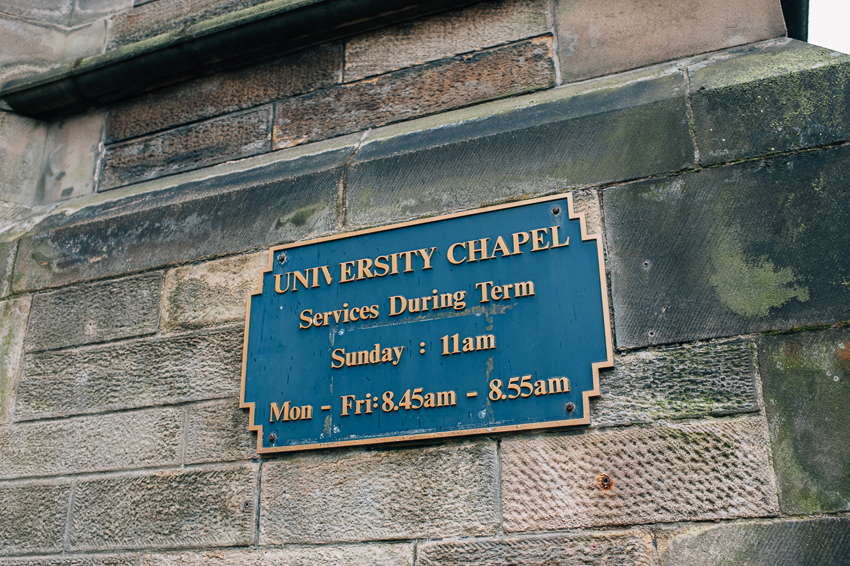 UNIVERSITY CHAPEL
Services During Term
Sunday : 11am
Mon - Fri: 8.45am - 8.55am